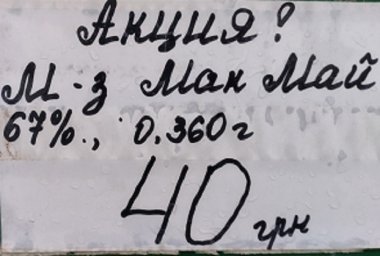 Акция!
М-з Мак Май
67%., 0.360г
40 грн